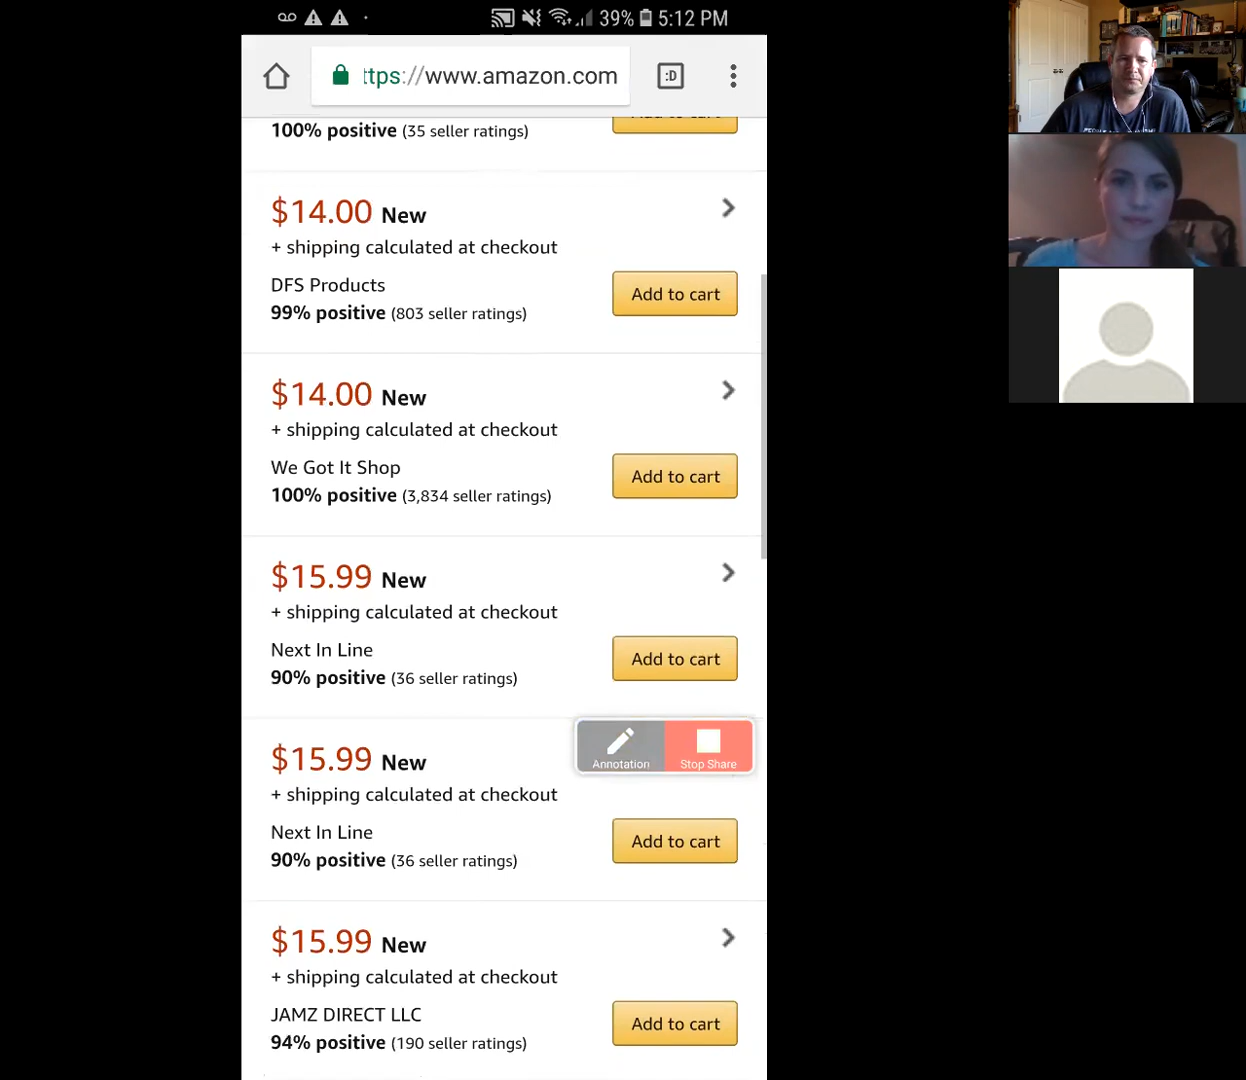 39% 5:12 PM
ttps://www.amazon.com
:D
100% positive (35 seller ratings)
Add to cart
$14.00 New
+ shipping calculated at checkout
DFS Products
99% positive (803 seller ratings)
Add to cart
$14.00 New
+ shipping calculated at checkout
We Got It Shop
100% positive (3,834 seller ratings)
Add to cart
$15.99 New
+ shipping calculated at checkout
Next In Line
90% positive (36 seller ratings)
Add to cart
Annotation
Stop Share
$15.99 New
+ shipping calculated at checkout
Next In Line
90% positive (36 seller ratings)
Add to cart
$15.99 New
+ shipping calculated at checkout
JAMZ DIRECT LLC
94% positive (190 seller ratings)
Add to cart